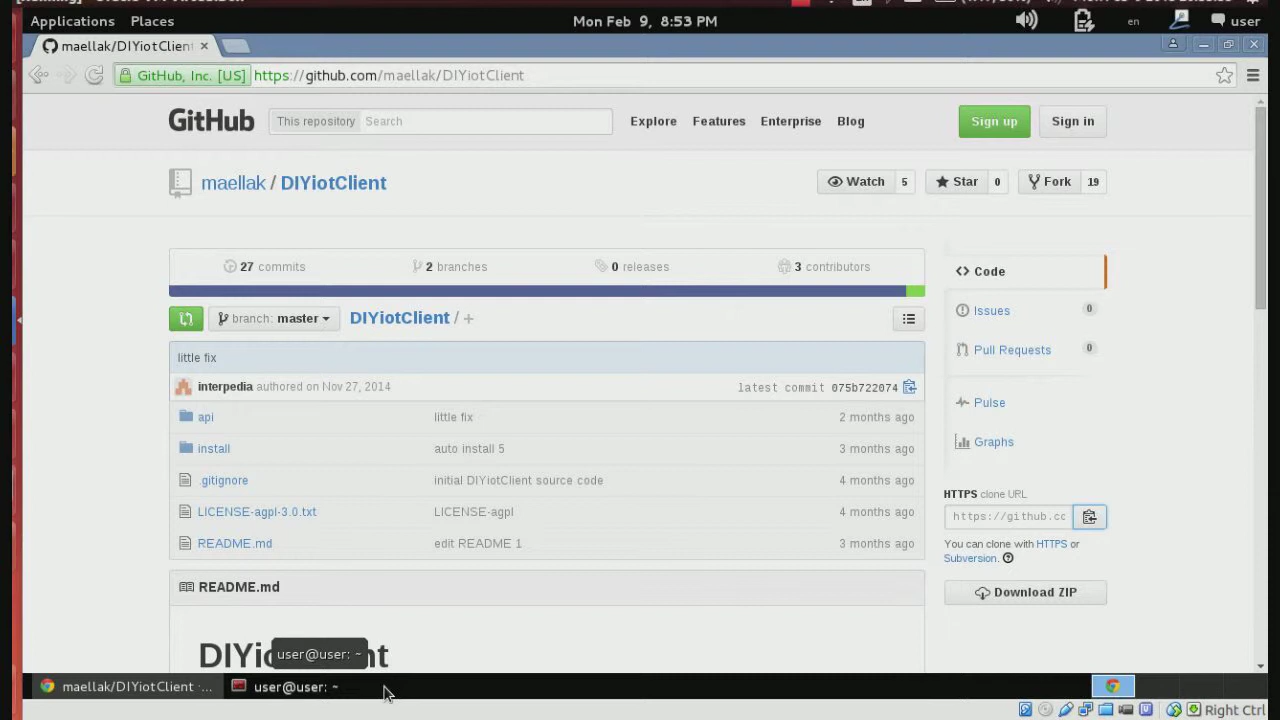 Applications Places Mon Feb 9, 8:53 PM en user
maellak/DIYiotClient
GitHub, Inc. [US] https://github.com/maellak/DIYiotClient
GitHub This repository Search Explore Features Enterprise Blog Sign up Sign in
maellak / DIYiotClient Watch 5 Star 0 Fork 19
27 commits 2 branches 0 releases 3 contributors
branch: master DIYiotClient / +
little fix
interpedia authored on Nov 27, 2014 latest commit 075b722074
api little fix 2 months ago
install auto install 5 3 months ago
.gitignore initial DIYiotClient source code 4 months ago
LICENSE-agpl-3.0.txt LICENSE-agpl 4 months ago
README.md edit README 1 3 months ago
README.md
Code
Issues 0
Pull Requests 0
Pulse
Graphs
HTTPS clone URL
https://github.cc
You can clone with HTTPS or
Subversion.
Download ZIP
user@user: ~
maellak/DIYiotClient - ... user@user: ~
Right Ctrl